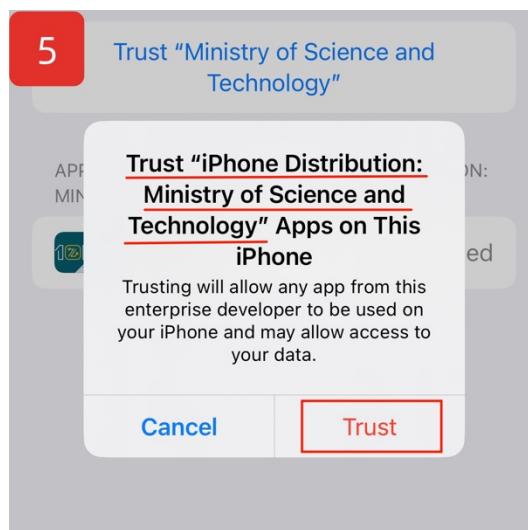 5
Trust “Ministry of Science and
Technology”
Trust “iPhone Distribution:
Ministry of Science and
Technology” Apps on This
iPhone
Trusting will allow any app from this
enterprise developer to be used on
your iPhone and may allow access to
your data.
Cancel
Trust